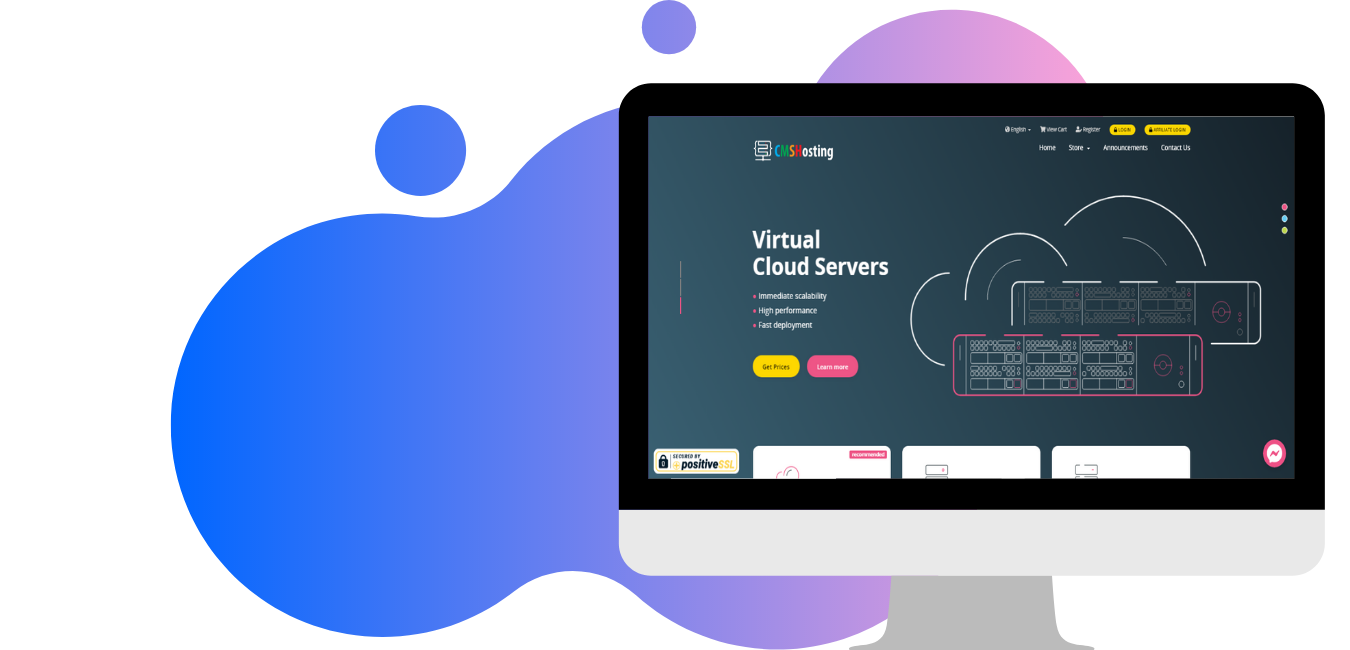 English View Cart Register LOGIN AFFILIATE LOGIN
CMSHosting
Home Store Announcements Contact Us
Virtual
Cloud Servers
Immediate scalability
High performance
Fast deployment
Get Prices Learn more
recommended
SECURED BY
positiveSSL